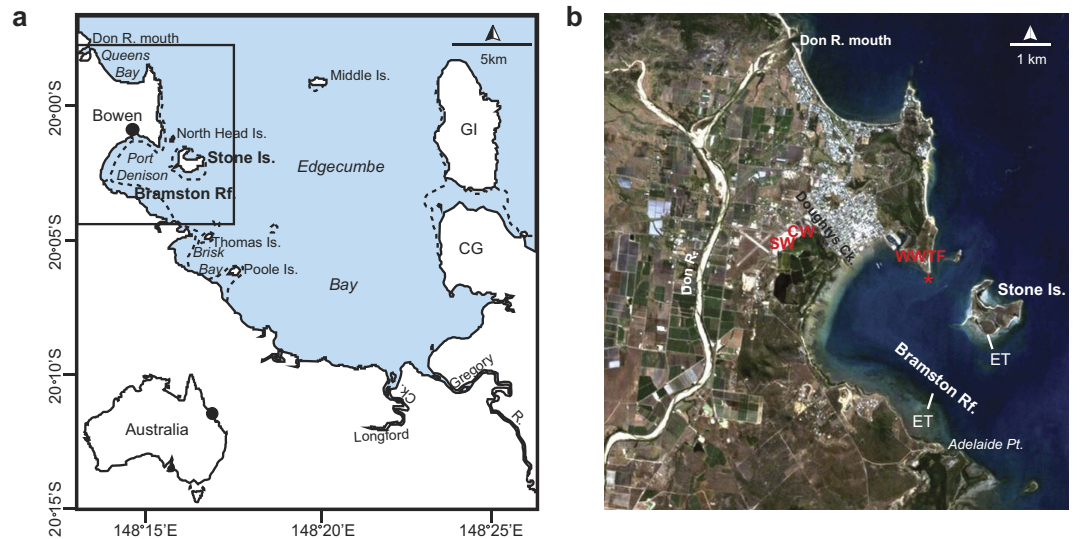 a
Don R. mouth
Queens
Bay
5km
Middle Is.
Bowen
North Head Is.
Stone Is.
Port
Denison
Bramston Rf.
Edgecumbe
GI
Thomas Is.
Brisk
Bay
Poole Is.
CG
Bay
Gregory
R.
CK.
Longford
Australia
20°00'S
20°05'S
20°10'S
20°15'S
148°15'E
148°20'E
148°25'E
b
Don R. mouth
1 km
Doughtys Ck.
CW
SW
WWTF
*
Don R.
Stone Is.
ET
Bramston Rf.
ET
Adelaide Pt.